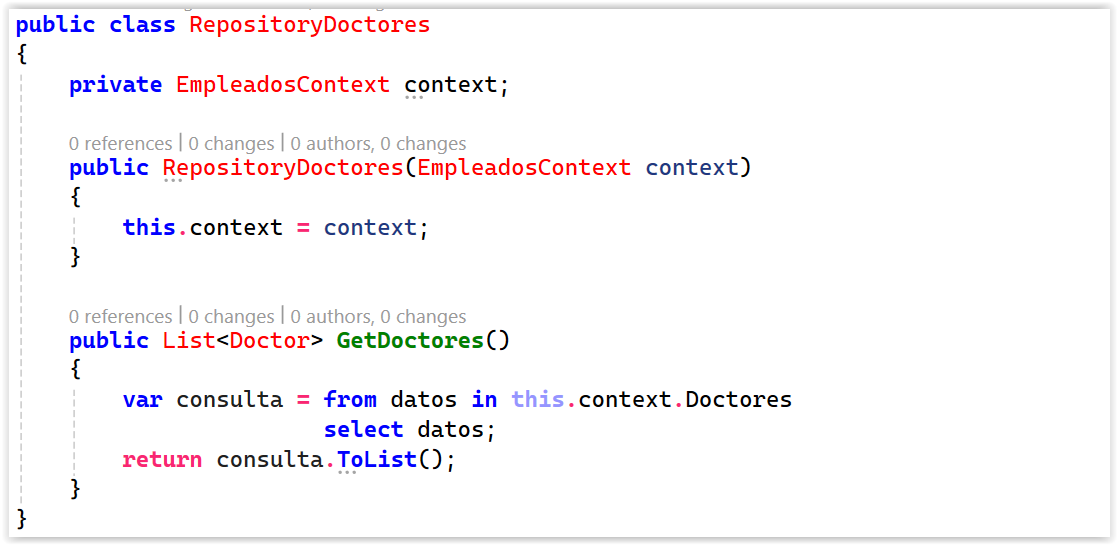 public class RepositoryDoctores
{
private EmpleadosContext context;
0 references | 0 changes | 0 authors, 0 changes
public RepositoryDoctores(EmpleadosContext context)
{
this.context = context;
}
0 references | 0 changes | 0 authors, 0 changes
public List<Doctor> GetDoctores()
{
var consulta = from datos in this.context.Doctores
select datos;
return consulta.ToList();
}
}